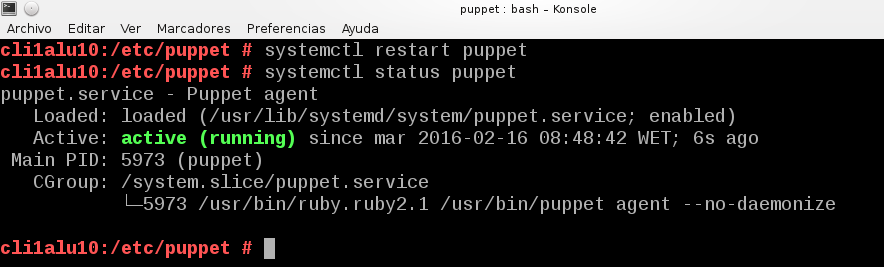 puppet : bash – Konsole
Archivo Editar Ver Marcadores Preferencias Ayuda
cli1alu10:/etc/puppet # systemctl restart puppet
cli1alu10:/etc/puppet # systemctl status puppet
puppet.service - Puppet agent
   Loaded: loaded (/usr/lib/systemd/system/puppet.service; enabled)
   Active: active (running) since mar 2016-02-16 08:48:42 WET; 6s ago
 Main PID: 5973 (puppet)
   CGroup: /system.slice/puppet.service
           └─5973 /usr/bin/ruby.ruby2.1 /usr/bin/puppet agent --no-daemonize
cli1alu10:/etc/puppet #